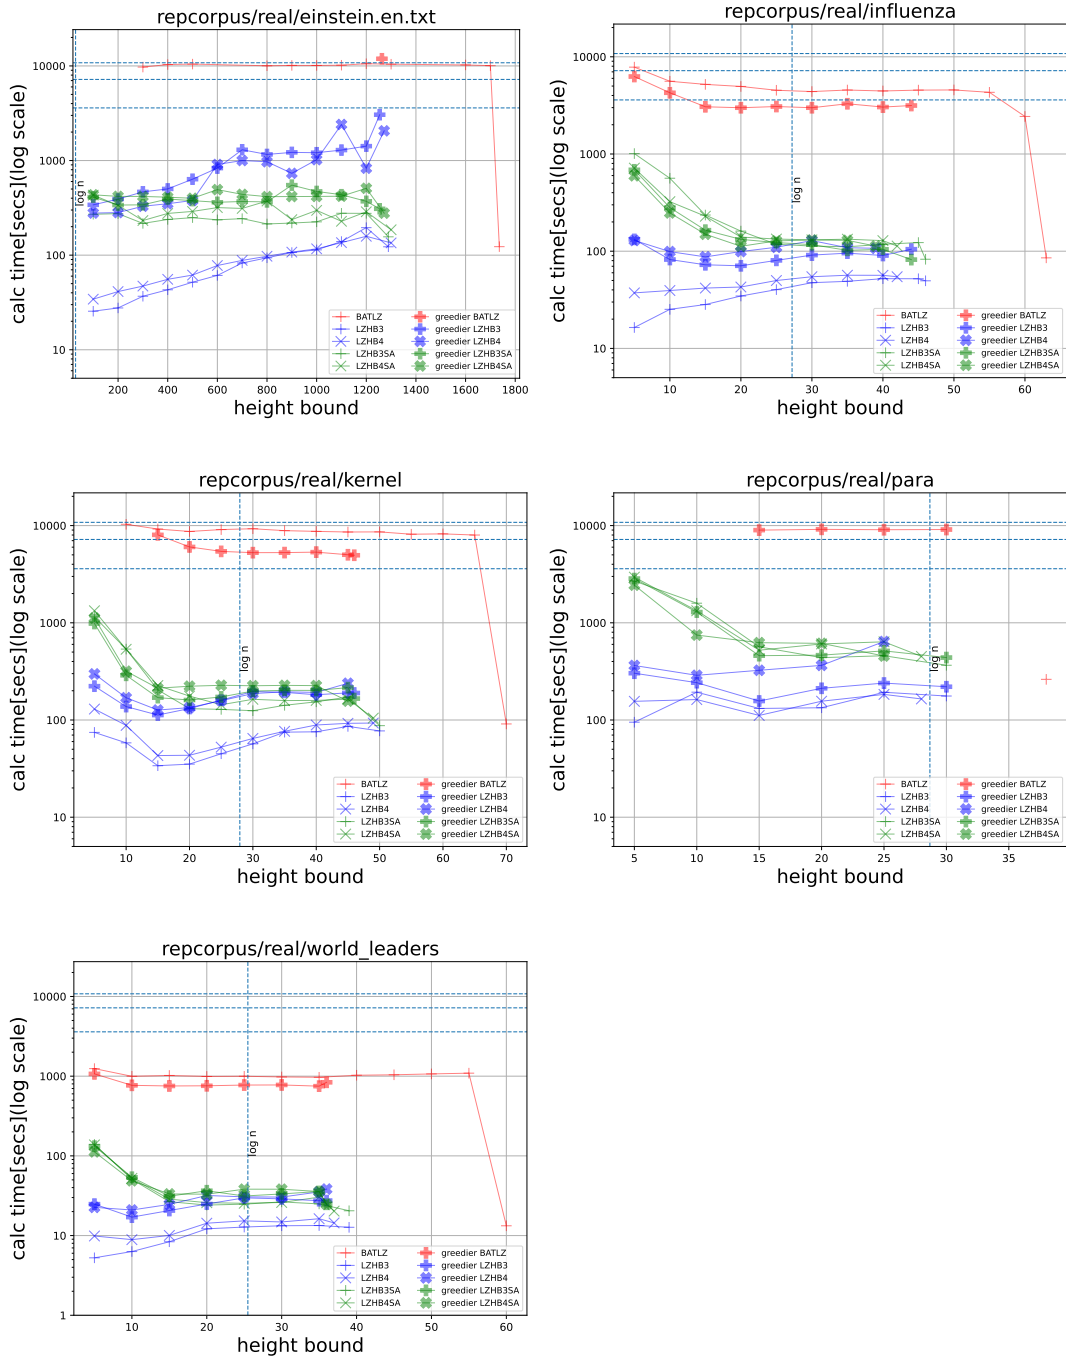 repcorpus/real/einstein.en.txt
calc time[secs](log scale)
10000
1000
100
10
log n
BATLZ
LZHB3
LZHB4
LZHB3SA
LZHB4SA
greedier BATLZ
greedier LZHB3
greedier LZHB4
greedier LZHB3SA
greedier LZHB4SA
200 400 600 800 1000 1200 1400 1600 1800
height bound
repcorpus/real/influenza
calc time[secs](log scale)
10000
1000
100
10
log n
BATLZ
LZHB3
LZHB4
LZHB3SA
LZHB4SA
greedier BATLZ
greedier LZHB3
greedier LZHB4
greedier LZHB3SA
greedier LZHB4SA
10 20 30 40 50 60
height bound
repcorpus/real/kernel
calc time[secs](log scale)
10000
1000
100
10
log n
BATLZ
LZHB3
LZHB4
LZHB3SA
LZHB4SA
greedier BATLZ
greedier LZHB3
greedier LZHB4
greedier LZHB3SA
greedier LZHB4SA
10 20 30 40 50 60 70
height bound
repcorpus/real/para
calc time[secs](log scale)
10000
1000
100
10
log n
BATLZ
LZHB3
LZHB4
LZHB3SA
LZHB4SA
greedier BATLZ
greedier LZHB3
greedier LZHB4
greedier LZHB3SA
greedier LZHB4SA
5 10 15 20 25 30 35
height bound
repcorpus/real/world_leaders
calc time[secs](log scale)
10000
1000
100
10
1
log n
BATLZ
LZHB3
LZHB4
LZHB3SA
LZHB4SA
greedier BATLZ
greedier LZHB3
greedier LZHB4
greedier LZHB3SA
greedier LZHB4SA
10 20 30 40 50 60
height bound